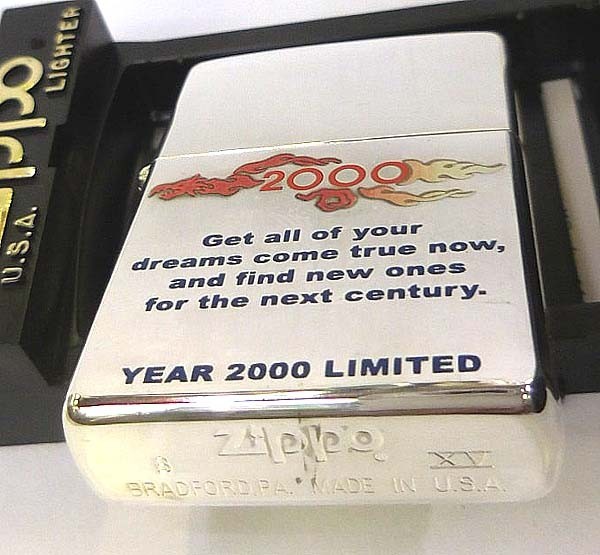 zippo
LIGHTER
U.S.A.
2000
Get all of your
dreams come true now,
and find new ones
for the next century.
YEAR 2000 LIMITED
Zippo
XV
BRADFORD.PA. MADE IN U.S.A.